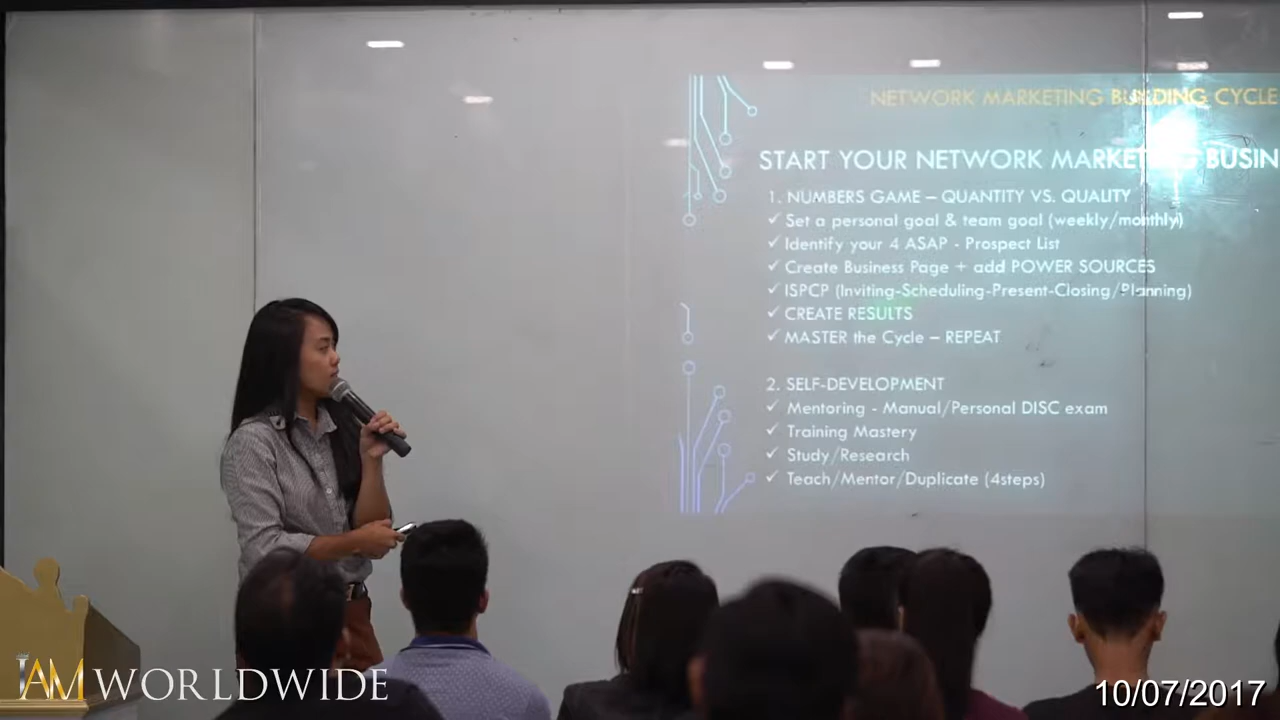 NETWORK MARKETING BUILDING CYCLE
START YOUR NETWORK MARKETING BUSIN
1. NUMBERS GAME – QUANTITY VS. QUALITY
✓ Set a personal goal & team goal (weekly/monthly)
✓ Identify your 4 ASAP - Prospect List
✓ Create Business Page + add POWER SOURCES
✓ ISPCP (Inviting-Scheduling-Present-Closing/Planning)
✓ CREATE RESULTS
✓ MASTER the Cycle – REPEAT
2. SELF-DEVELOPMENT
✓ Mentoring - Manual/Personal DISC exam
✓ Training Mastery
✓ Study/Research
✓ Teach/Mentor/Duplicate (4steps)
IAM WORLDWIDE
10/07/2017